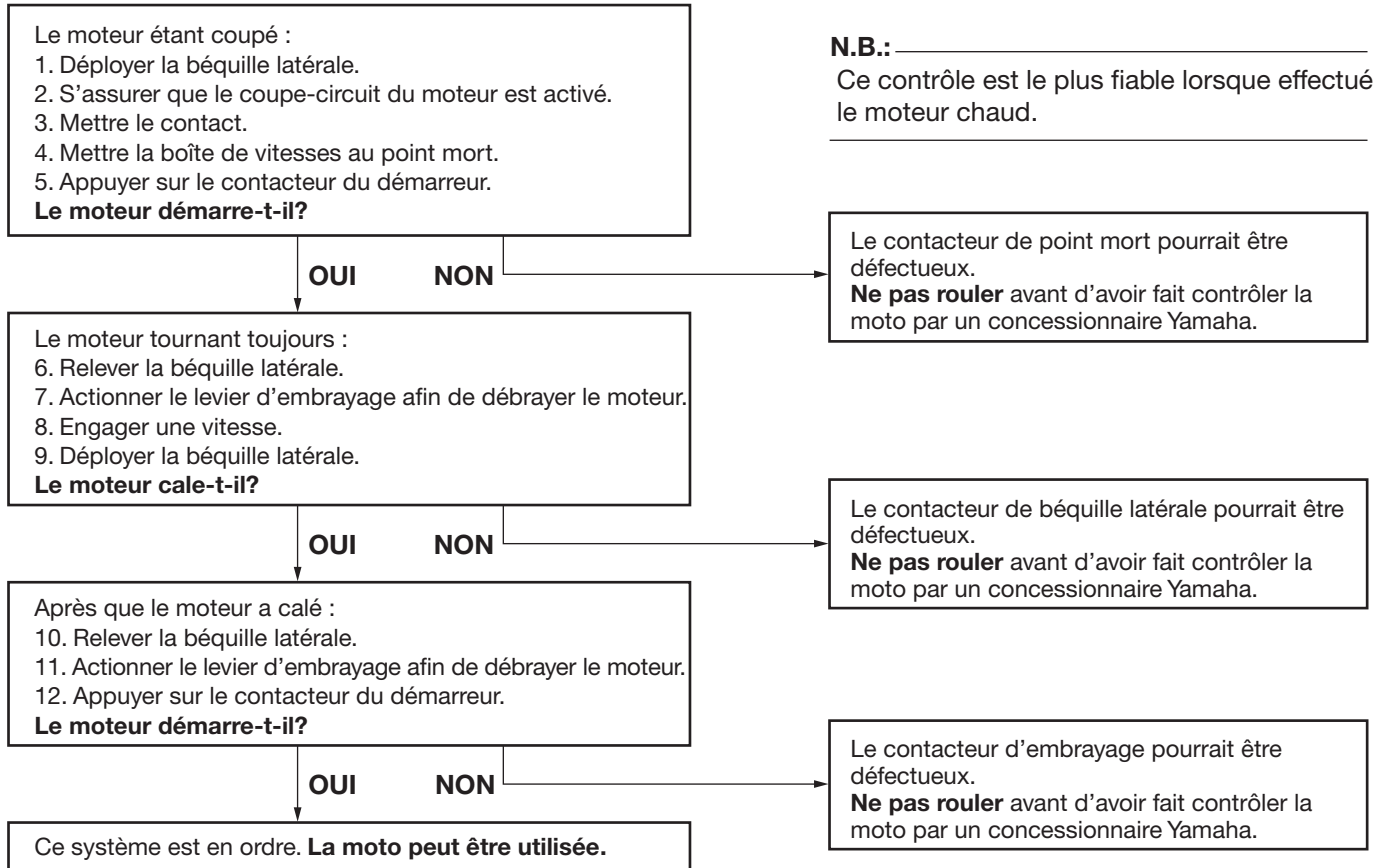 Le moteur étant coupé :
1. Déployer la béquille latérale.
2. S'assurer que le coupe-circuit du moteur est activé.
3. Mettre le contact.
4. Mettre la boîte de vitesses au point mort.
5. Appuyer sur le contacteur du démarreur.
Le moteur démarre-t-il?
N.B.:
Ce contrôle est le plus fiable lorsque effectué
le moteur chaud.
OUI NON
Le contacteur de point mort pourrait être
défectueux.
Ne pas rouler avant d'avoir fait contrôler la
moto par un concessionnaire Yamaha.
Le moteur tournant toujours :
6. Relever la béquille latérale.
7. Actionner le levier d'embrayage afin de débrayer le moteur.
8. Engager une vitesse.
9. Déployer la béquille latérale.
Le moteur cale-t-il?
OUI NON
Le contacteur de béquille latérale pourrait être
défectueux.
Ne pas rouler avant d'avoir fait contrôler la
moto par un concessionnaire Yamaha.
Après que le moteur a calé :
10. Relever la béquille latérale.
11. Actionner le levier d'embrayage afin de débrayer le moteur.
12. Appuyer sur le contacteur du démarreur.
Le moteur démarre-t-il?
OUI NON
Le contacteur d'embrayage pourrait être
défectueux.
Ne pas rouler avant d'avoir fait contrôler la
moto par un concessionnaire Yamaha.
Ce système est en ordre. La moto peut être utilisée.